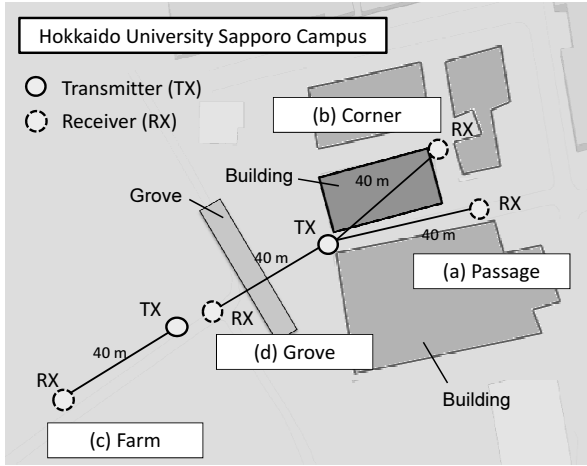 Hokkaido University Sapporo Campus
Transmitter (TX)
Receiver (RX)
(b) Corner
RX
Building
40 m
Grove
TX
RX
40 m
40 m
(a) Passage
TX
RX
40 m
(d) Grove
RX
Building
(c) Farm